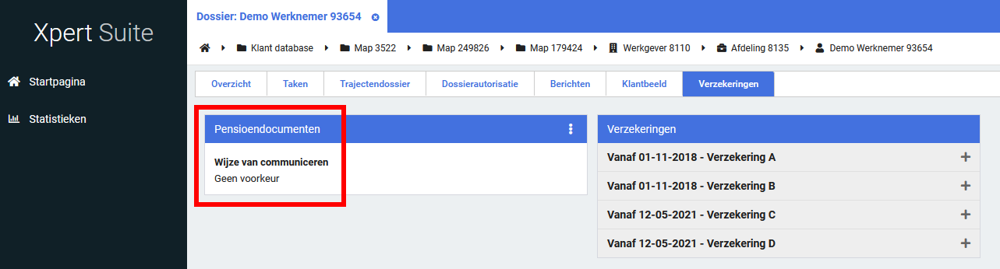 Xpert Suite
Startpagina
Statistieken
Dossier: Demo Werknemer 93654
Klant database Map 3522 Map 249826 Map 179424 Werkgever 8110 Afdeling 8135 Demo Werknemer 93654
Overzicht Taken Trajectendossier Dossierautorisatie Berichten Klantbeeld Verzekeringen
Pensioendocumenten
Wijze van communiceren
Geen voorkeur
Verzekeringen
Vanaf 01-11-2018 - Verzekering A
Vanaf 01-11-2018 - Verzekering B
Vanaf 12-05-2021 - Verzekering C
Vanaf 12-05-2021 - Verzekering D